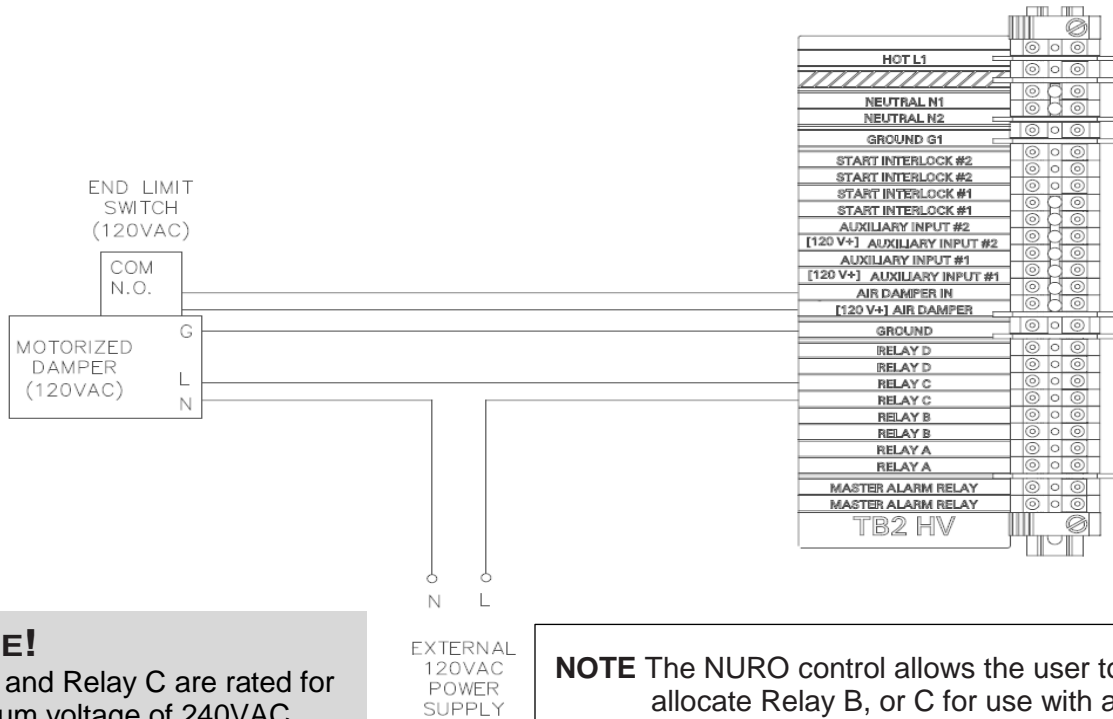 HOT L1
NEUTRAL N1
NEUTRAL N2
GROUND G1
START INTERLOCK #2
START INTERLOCK #2
START INTERLOCK #1
START INTERLOCK #1
AUXILIARY INPUT #2
[120 V+] AUXILIARY INPUT #2
AUXILIARY INPUT #1
[120 V+] AUXILIARY INPUT #1
AIR DAMPER IN
[120 V+] AIR DAMPER
GROUND
RELAY D
RELAY D
RELAY C
RELAY C
RELAY B
RELAY B
RELAY A
RELAY A
MASTER ALARM RELAY
MASTER ALARM RELAY
TB2 HV
END LIMIT
SWITCH
(120VAC)
COM
N.O.
MOTORIZED
DAMPER
(120VAC)
G
L
N
N L
EXTERNAL
120VAC
POWER
SUPPLY
E!
and Relay C are rated for
um voltage of 240VAC
NOTE The NURO control allows the user to
allocate Relay B, or C for use with a